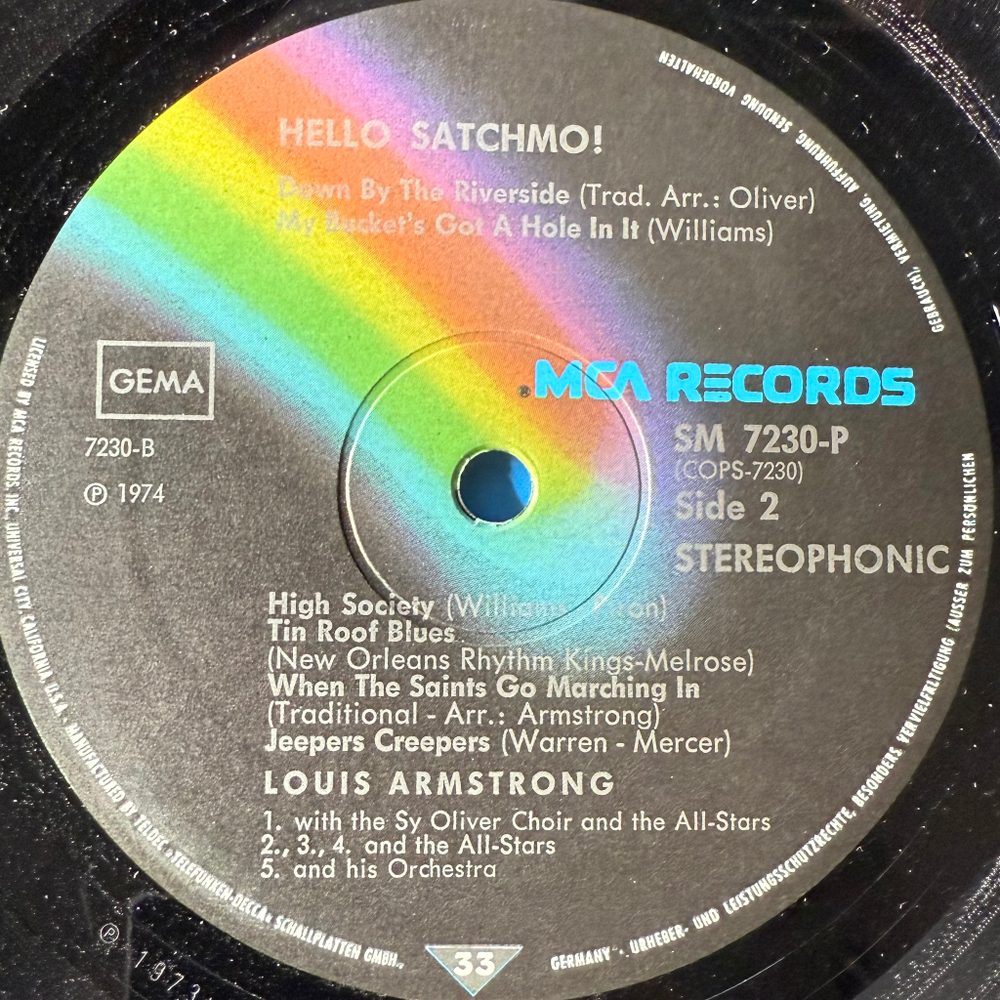 HELLO SATCHMO!
Down By The Riverside (Trad. Arr.: Oliver)
My Bucket's Got A Hole In It (Williams)
GEMA
7230-B
℗ 1974
MCA RECORDS
SM 7230-P
(COPS-7230)
Side 2
STEREOPHONIC
High Society (Williams - Piron)
Tin Roof Blues
(New Orleans Rhythm Kings-Melrose)
When The Saints Go Marching In
(Traditional - Arr.: Armstrong)
Jeepers Creepers (Warren - Mercer)
LOUIS ARMSTRONG
1. with the Sy Oliver Choir and the All-Stars
2., 3., 4. and the All-Stars
5. and his Orchestra
33
LICENSED BY MCA RECORDS, INC. UNIVERSAL CITY, CALIFORNIA U.S.A. · MANUFACTURED BY TELDEC »TELEFUNKEN-DECCA« SCHALLPLATTEN GMBH., GERMANY · URHEBER- UND LEISTUNGSSCHUTZRECHTE, BESONDERS VERVIELFÄLTIGUNG (AUSSER ZUM PERSÖNLICHEN GEBRAUCH), VERMIETUNG, AUFFÜHRUNG, SENDUNG VORBEHALTEN
℗ 1973